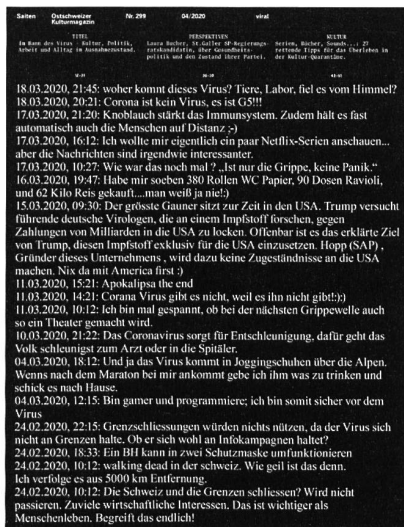 Saiten Ostschweizer Kulturmagazin Nr. 299 04/2020 viral
TITEL
Im Bann des Virus – Kultur, Politik,
Arbeit und Alltag im Ausnahmezustand.
PERSPEKTIVEN
Laura Bucher, St.Galler SP-Regierungs-
ratskandidatin, über Gesundheits-
politik und den Zustand ihrer Partei.
KULTUR
Serien, Bücher, Sounds...: 27
rettende Tipps für das Überleben in
der Kultur-Quarantäne.
18.03.2020, 21:45: woher kommt dieses Virus? Tiere, Labor, fiel es vom Himmel?
18.03.2020, 20:21: Corona ist kein Virus, es ist G5!!!
17.03.2020, 21:20: Knoblauch stärkt das Immunsystem. Zudem hält es fast
automatisch auch die Menschen auf Distanz ;-)
17.03.2020, 16:12: Ich wollte mir eigentlich ein paar Netflix-Serien anschauen...
aber die Nachrichten sind irgendwie interessanter.
17.03.2020, 10:27: Wie war das noch mal ? „Ist nur die Grippe, keine Panik.“
16.03.2020, 19:47: Habe mir soeben 380 Rollen WC Papier, 90 Dosen Ravioli,
und 62 Kilo Reis gekauft....man weiß ja nie!:)
15.03.2020, 09:30: Der grösste Gauner sitzt zur Zeit in den USA. Trump versucht
führende deutsche Virologen, die an einem Impfstoff forschen, gegen
Zahlungen von Milliarden in die USA zu locken. Offenbar ist es das erklärte Ziel
von Trump, diesen Impfstoff exklusiv für die USA einzusetzen. Hopp (SAP) ,
Gründer dieses Unternehmens , wird dazu keine Zugeständnisse an die USA
machen. Nix da mit America first :)
11.03.2020, 15:21: Apokalipsa the end
11.03.2020, 14:21: Corana Virus gibt es nicht, weil es ihn nicht gibt!:):)
11.03.2020, 10:12: Ich bin mal gespannt, ob bei der nächsten Grippewelle auch
so ein Theater gemacht wird.
10.03.2020, 21:22: Das Coronavirus sorgt für Entschleunigung, dafür geht das
Volk schleunigst zum Arzt oder in die Spitäler.
04.03.2020, 18:12: Und ja das Virus kommt in Joggingschuhen über die Alpen.
Wenns nach dem Maraton bei mir ankommt gebe ich ihm was zu trinken und
schick es nach Hause.
04.03.2020, 12:15: Bin gamer und programmiere; ich bin somit sicher vor dem
Virus
24.02.2020, 22:15: Grenzschliessungen würden nichts nützen, da der Virus sich
nicht an Grenzen halte. Ob er sich wohl an Infokampagnen haltet?
24.02.2020, 18:33: Ein BH kann in zwei Schutzmaske umfunktionieren
24.02.2020, 10:12: walking dead in der schweiz. Wie geil ist das denn.
Ich verfolge es aus 5000 km Entfernung.
24.02.2020, 10:12: Die Schweiz und die Grenzen schliessen? Wird nicht
passieren. Zuviele wirtschaftliche Interessen. Das ist wichtiger als
Menschenleben. Begreift das endlich!